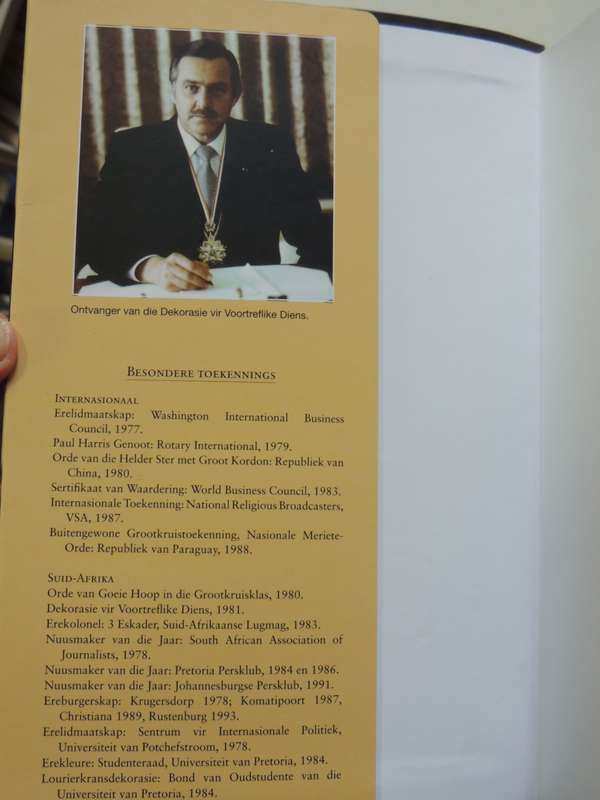 Ontvanger van die Dekorasie vir Voortreflike Diens.
BESONDERE TOEKENNINGS
INTERNASIONAAL
Erelidmaatskap: Washington International Business
Council, 1977.
Paul Harris Genoot: Rotary International, 1979.
Orde van die Helder Ster met Groot Kordon: Republiek van
China, 1980.
Sertifikaat van Waardering: World Business Council, 1983.
Internasionale Toekenning: National Religious Broadcasters,
VSA, 1987.
Buitengewone Grootkruistoekenning, Nasionale Meriete-
Orde: Republiek van Paraguay, 1988.
SUID-AFRIKA
Orde van Goeie Hoop in die Grootkruisklas, 1980.
Dekorasie vir Voortreflike Diens, 1981.
Erekolonel: 3 Eskader, Suid-Afrikaanse Lugmag, 1983.
Nuusmaker van die Jaar: South African Association of
Journalists, 1978.
Nuusmaker van die Jaar: Pretoria Persklub, 1984 en 1986.
Nuusmaker van die Jaar: Johannesburgse Persklub, 1991.
Ereburgerskap: Krugersdorp 1978; Komatipoort 1987,
Christiana 1989, Rustenburg 1993.
Erelidmaatskap: Sentrum vir Internasionale Politiek,
Universiteit van Potchefstroom, 1978.
Erekleure: Studenteraad, Universiteit van Pretoria, 1984.
Lourierkransdekorasie: Bond van Oudstudente van die
Universiteit van Pretoria, 1984.